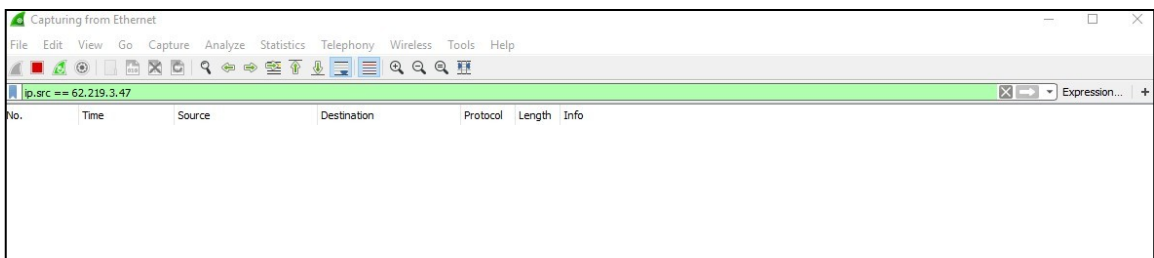 Capturing from Ethernet
File Edit View Go Capture Analyze Statistics Telephony Wireless Tools Help
ip.src == 62.219.3.47 Expression... +
No. Time Source Destination Protocol Length Info